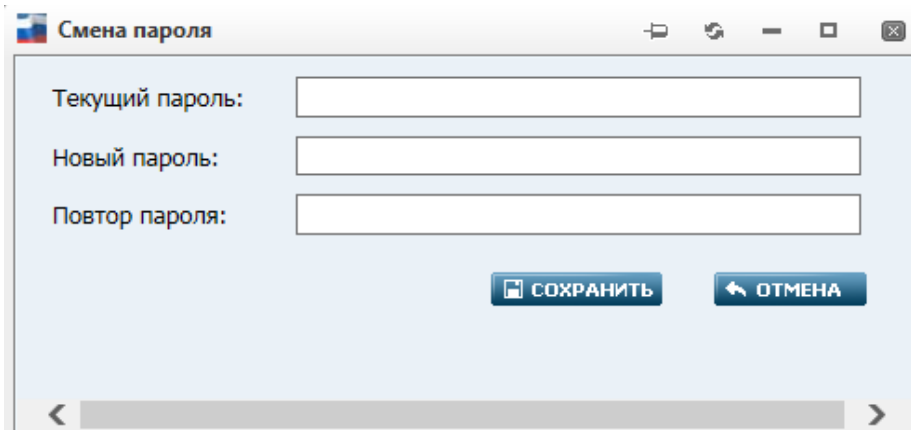 Смена пароля
Текущий пароль:
Новый пароль:
Повтор пароля:
СОХРАНИТЬ ОТМЕНА